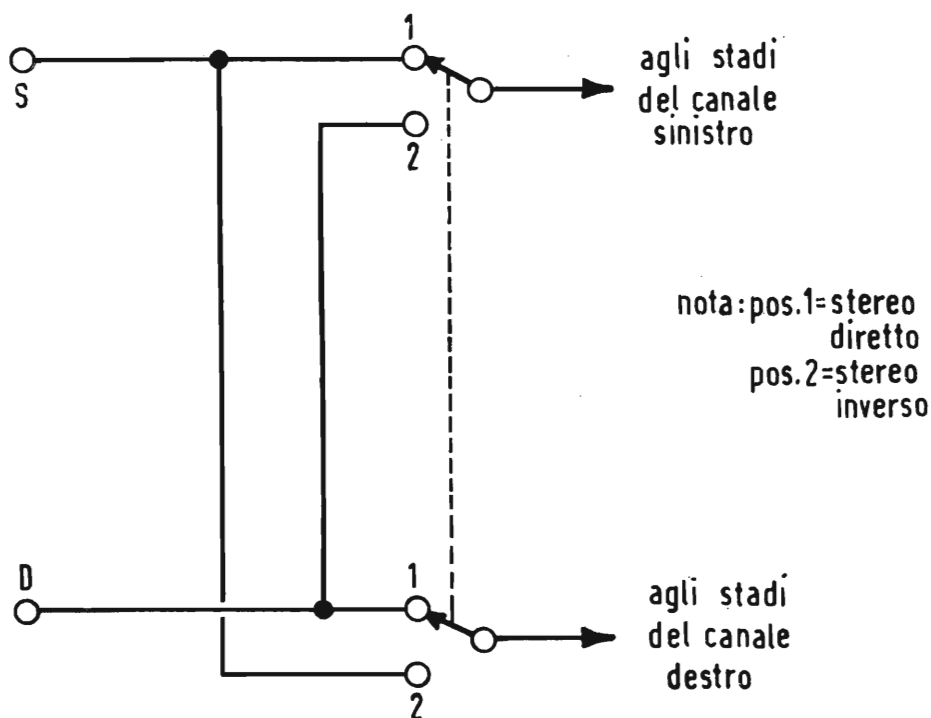 1
S
agli stadi
del canale
sinistro
2
nota:pos.1=stereo
diretto
pos.2=stereo
inverso
D
1
agli stadi
del canale
destro
2